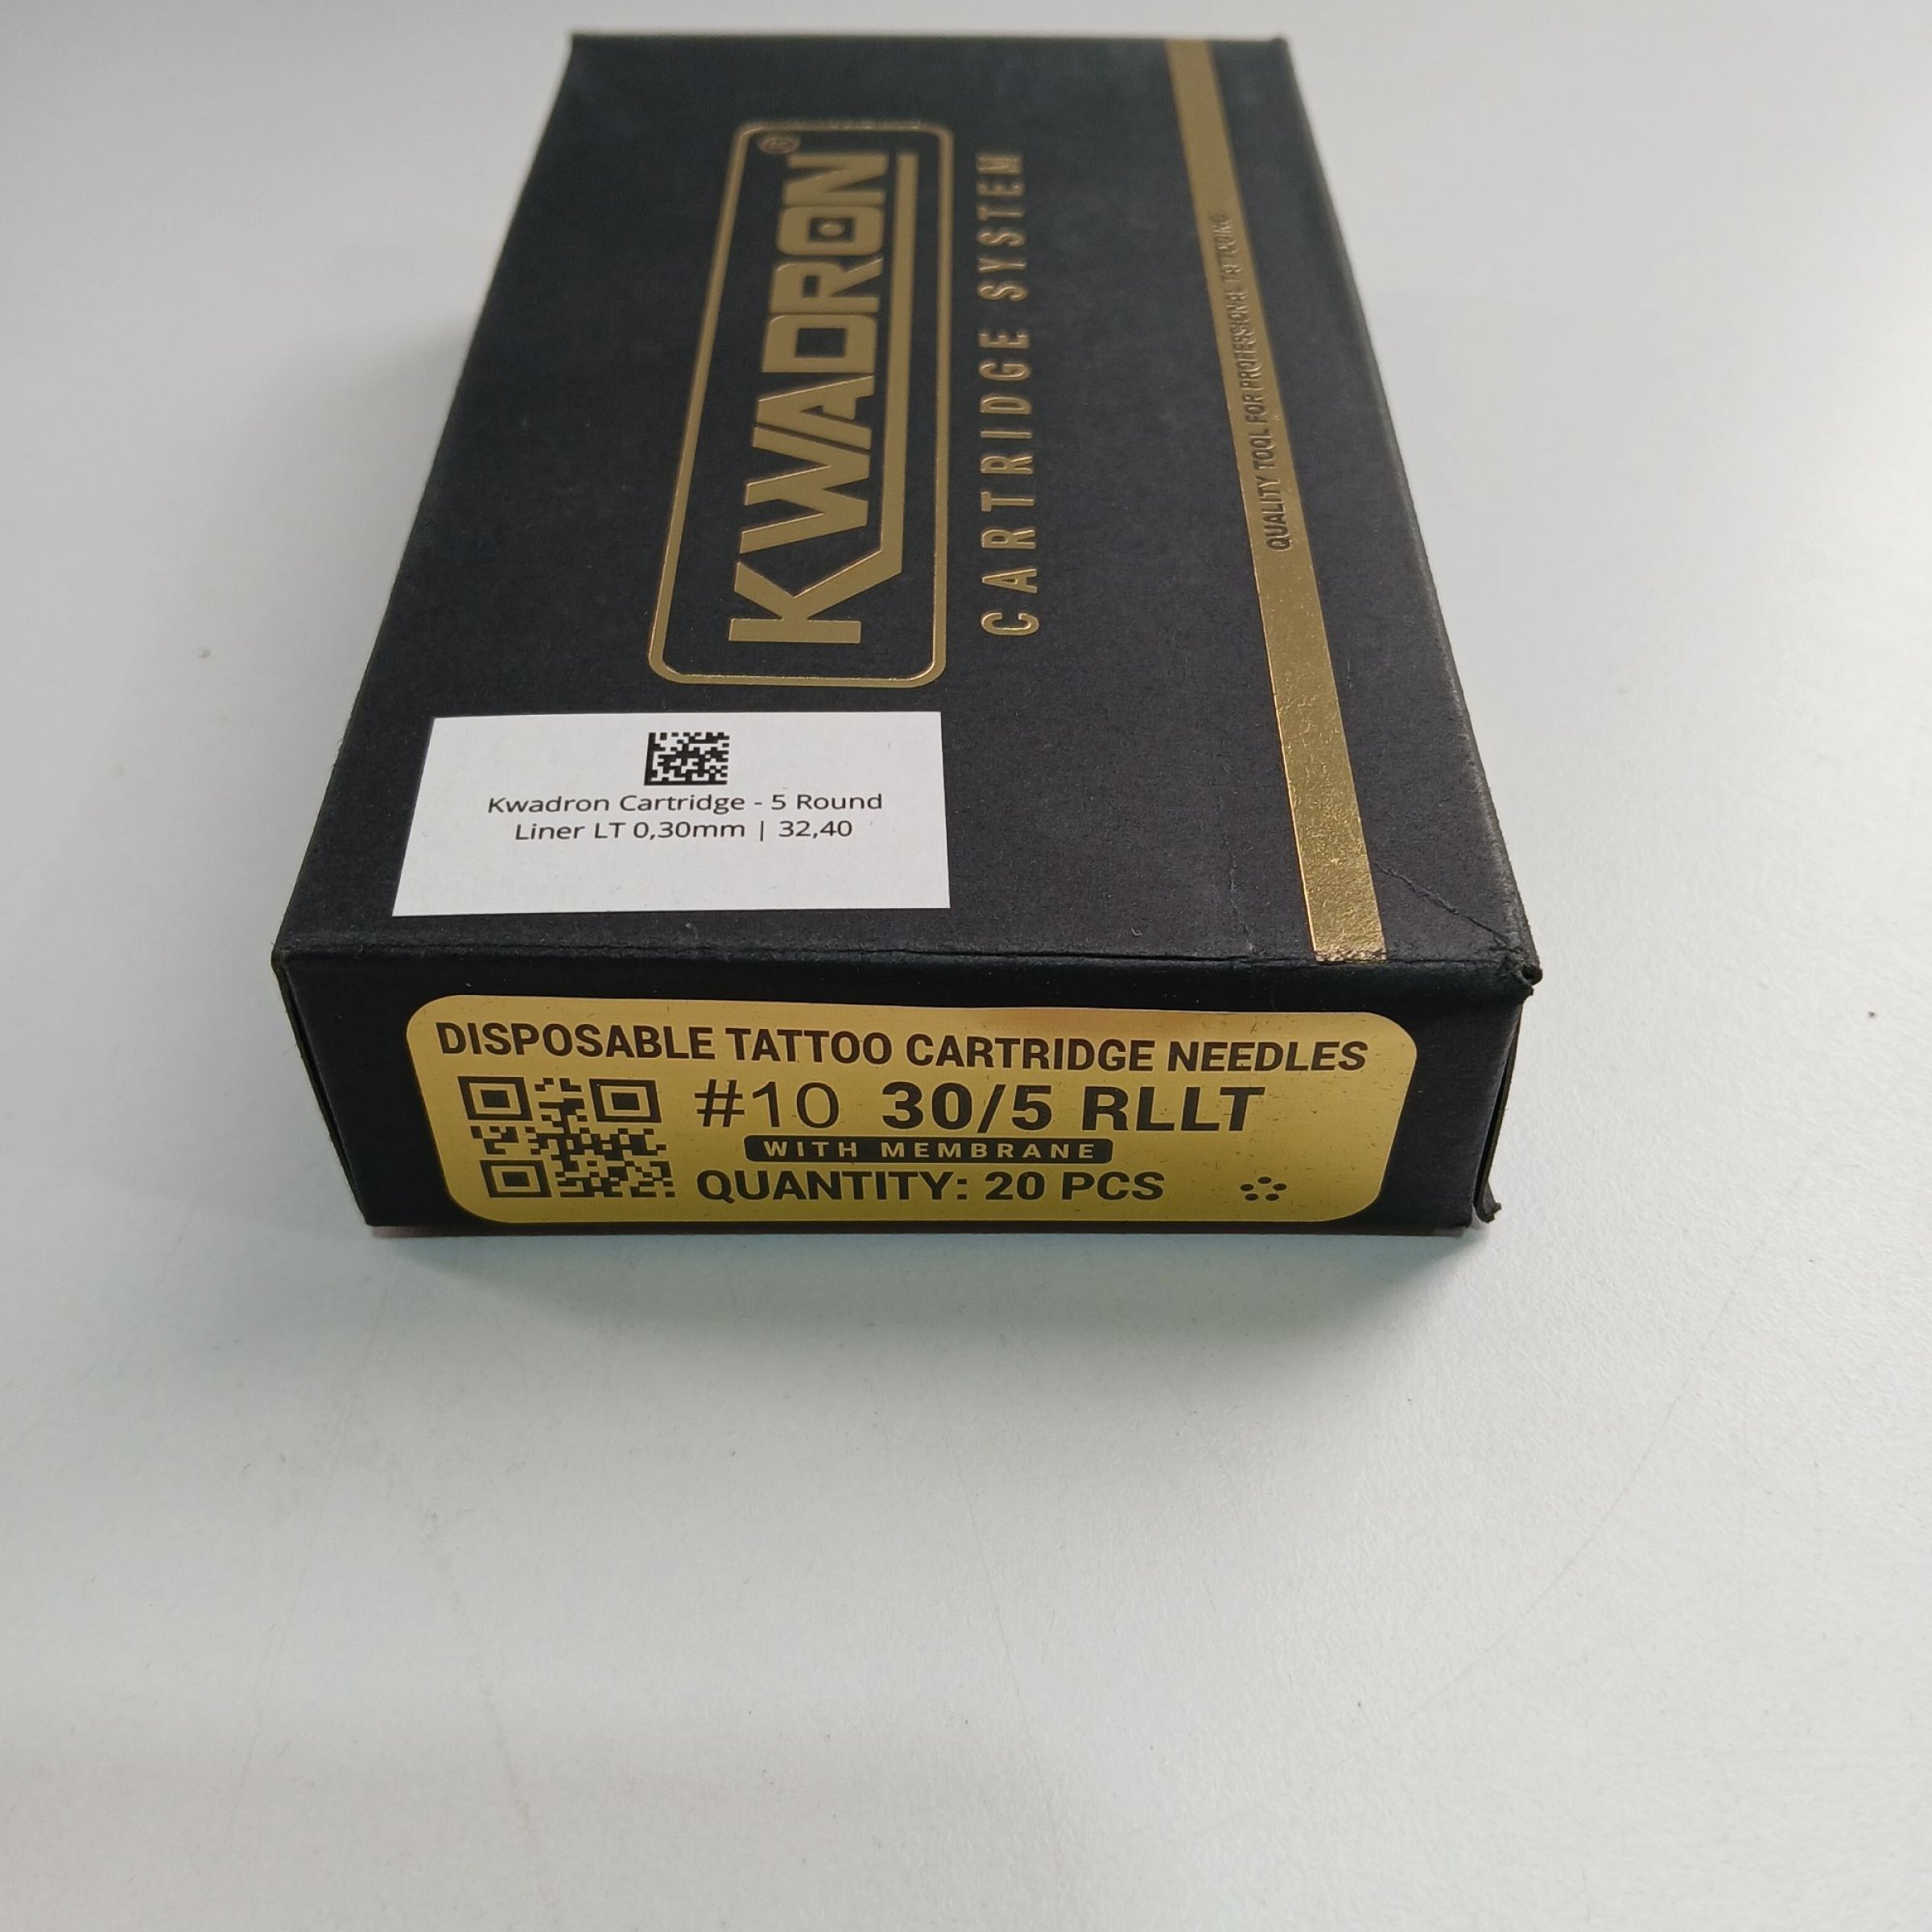 KWADRON®
CARTRIDGE SYSTEM
QUALITY TOOL FOR PROFESSIONAL TATTOOING
Kwadron Cartridge - 5 Round
Liner LT 0,30mm | 32,40
DISPOSABLE TATTOO CARTRIDGE NEEDLES
#10 30/5 RLLT
WITH MEMBRANE
QUANTITY: 20 PCS